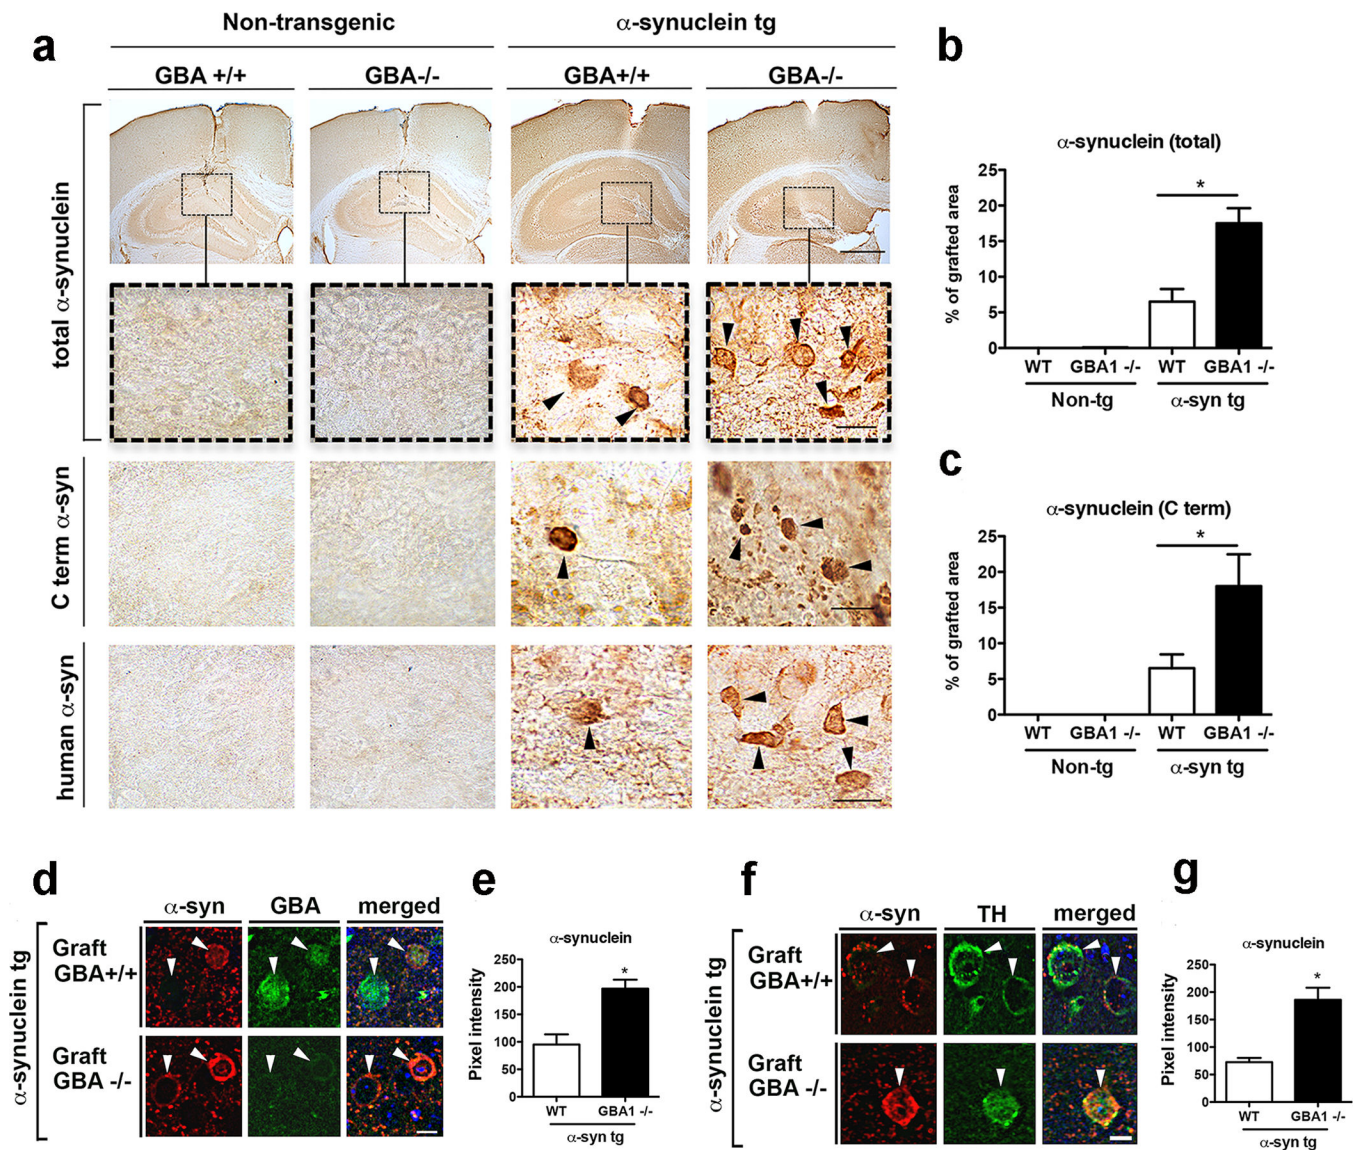 a
Non-transgenic
α-synuclein tg
GBA +/+
GBA-/-
GBA+/+
GBA-/-
total α-synuclein
C term α-syn
human α-syn
b
α-synuclein (total)
% of grafted area
25
20
15
10
5
0
*
WT
GBA1 -/-
WT
GBA1 -/-
Non-tg
α-syn tg
c
α-synuclein (C term)
% of grafted area
25
20
15
10
5
0
*
WT
GBA1 -/-
WT
GBA1 -/-
Non-tg
α-syn tg
d
α-syn
GBA
merged
α-synuclein tg
Graft
GBA+/+
Graft
GBA -/-
e
α-synuclein
Pixel intensity
250
200
150
100
50
0
*
WT
GBA1 -/-
α-syn tg
f
α-syn
TH
merged
α-synuclein tg
Graft
GBA+/+
Graft
GBA -/-
g
α-synuclein
Pixel intensity
250
200
150
100
50
0
*
WT
GBA1 -/-
α-syn tg